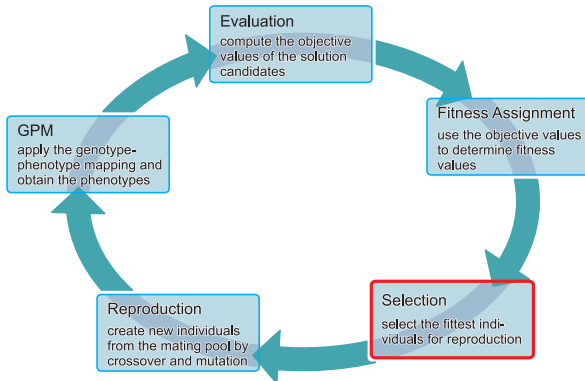 Evaluation
compute the objective
values of the solution
candidates
Fitness Assignment
use the objective values
to determine fitness
values
GPM
apply the genotype-
phenotype mapping and
obtain the phenotypes
Selection
select the fittest indi-
viduals for reproduction
Reproduction
create new individuals
from the mating pool by
crossover and mutation